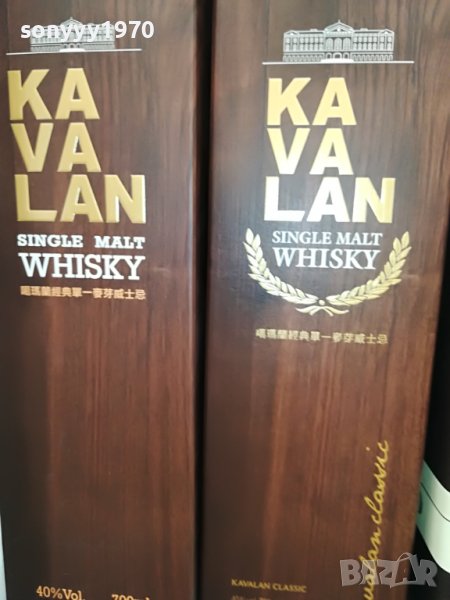 sonyyy1970
KA
VA
LAN
SINGLE MALT
WHISKY
噶瑪蘭經典單一麥芽威士忌
40%Vol.
700ml
KA
VA
LAN
SINGLE MALT
WHISKY
噶瑪蘭經典單一麥芽威士忌
KAVALAN CLASSIC
bazar